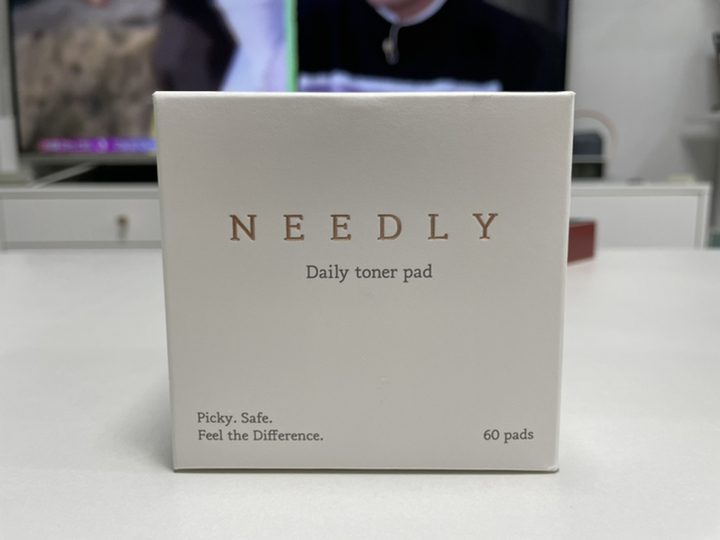 NEEDLY
Daily toner pad
Picky. Safe.
Feel the Difference.
60 pads